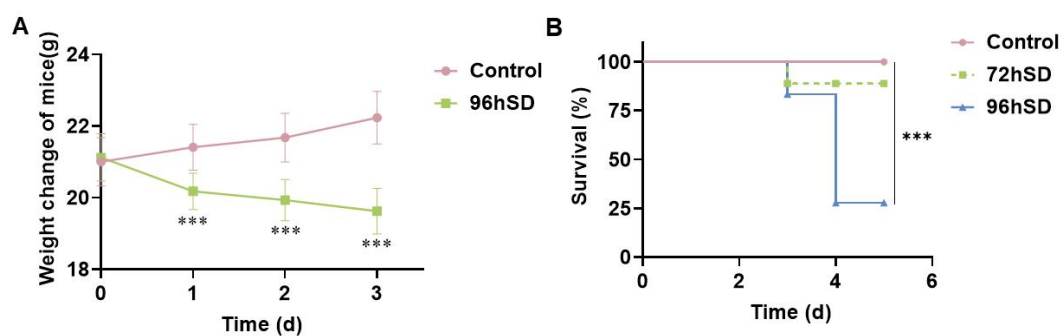 A
Weight change of mice(g)
24
22
20
18
0
1
2
3
Time (d)
***
***
***
Control
96hSD
B
Survival (%)
100
75
50
25
0
0
2
4
6
Time (d)
***
Control
72hSD
96hSD